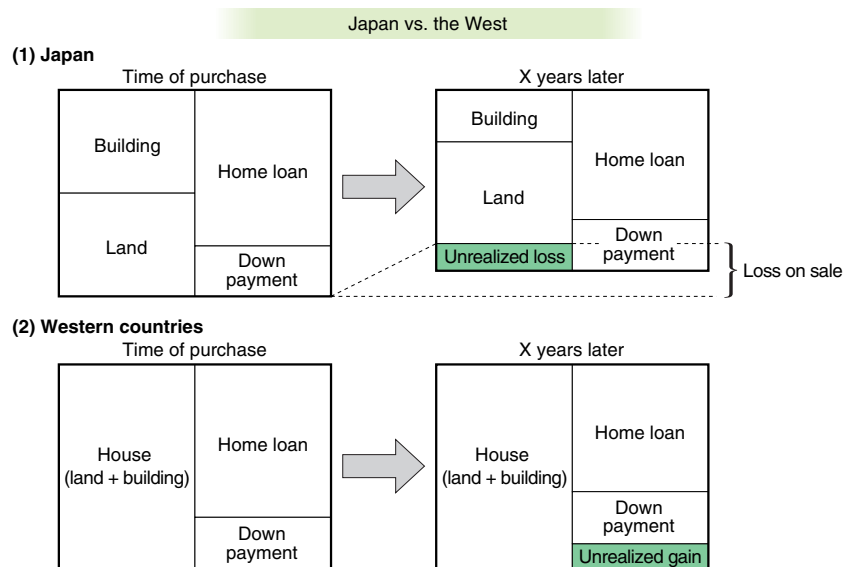 Japan vs. the West
(1) Japan
Time of purchase
X years later
Building
Home loan
Land
Down
payment
Building
Home loan
Land
Down
payment
Unrealized loss
Loss on sale
(2) Western countries
Time of purchase
X years later
House
(land + building)
Home loan
Down
payment
House
(land + building)
Home loan
Down
payment
Unrealized gain